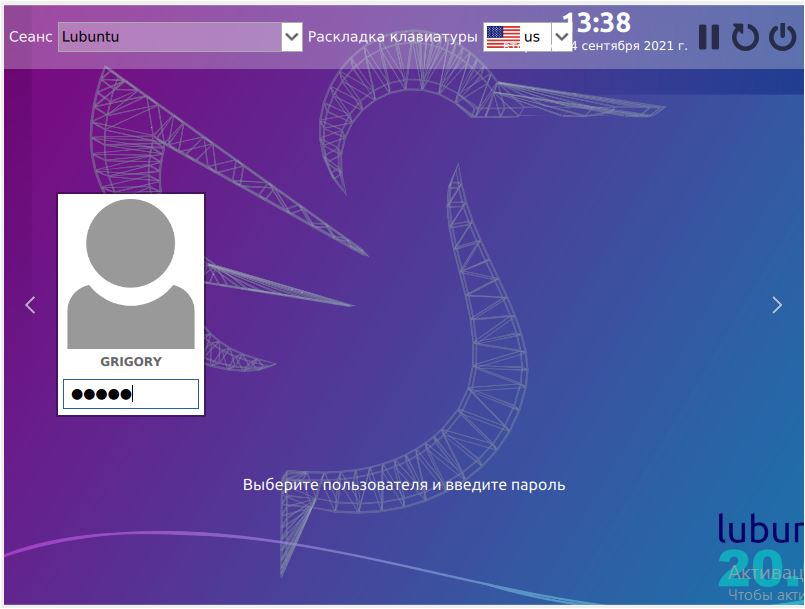 Сеанс Lubuntu Раскладка клавиатуры us
13:38
4 сентября 2021 г.
GRIGORY
Выберите пользователя и введите пароль
lubun
20.
Активац
Чтобы акти